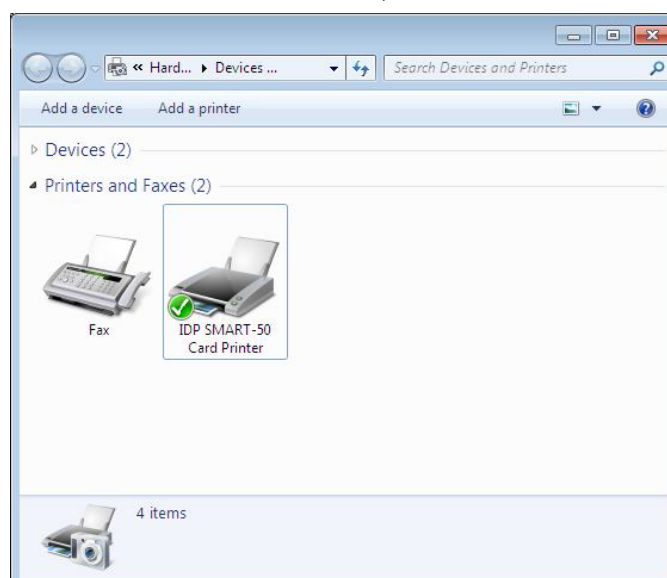 « Hard... ▸ Devices ...
Search Devices and Printers
Add a device Add a printer
Devices (2)
Printers and Faxes (2)
Fax
IDP SMART-50
Card Printer
4 items